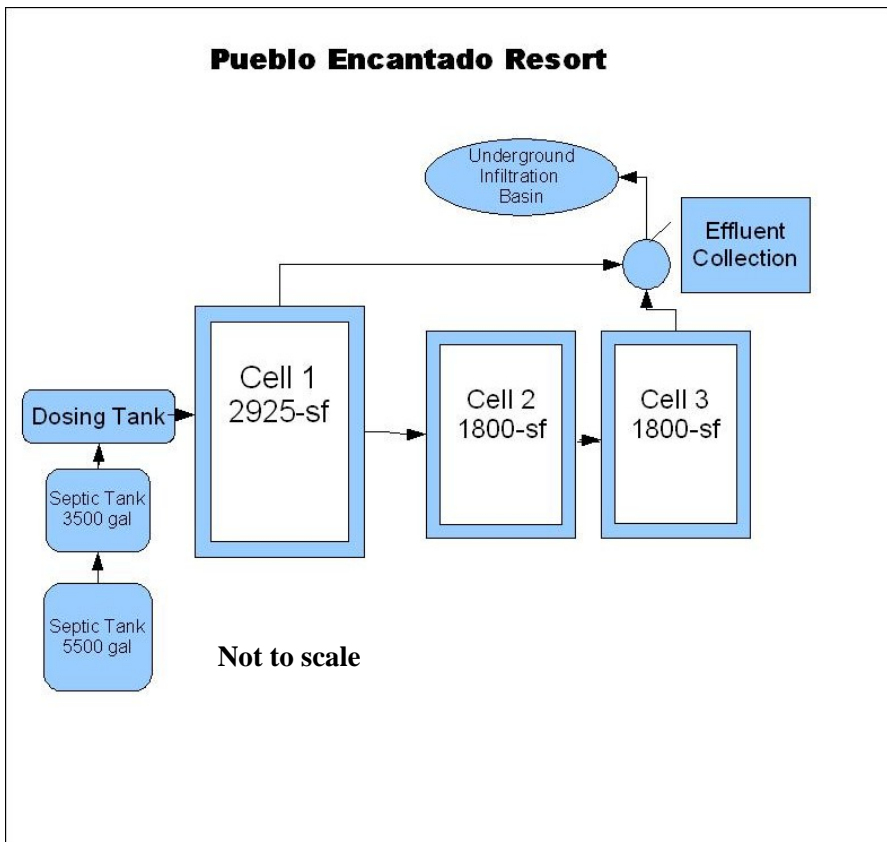 Pueblo Encantado Resort
Underground
Infiltration
Basin
Effluent
Collection
Cell 1
2925-sf
Cell 2
1800-sf
Cell 3
1800-sf
Dosing Tank
Septic Tank
3500 gal
Septic Tank
5500 gal
Not to scale